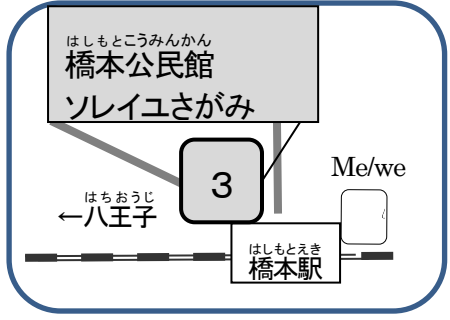 はしもとこうみんかん
橋本公民館
ソレイユさがみ
3
Me/we
はちおうじ
←八王子
はしもとえき
橋本駅